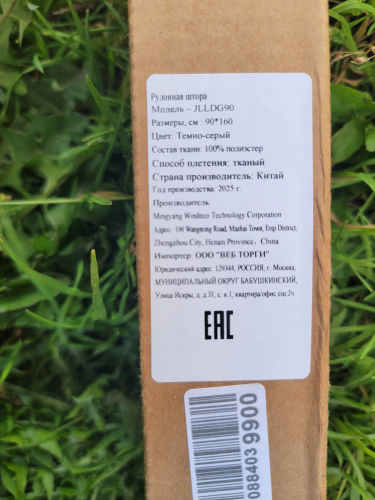 Рулонная штора
Модель – JLLDG90
Размеры, см : 90*160
Цвет: Темно-серый
Состав ткани: 100% полиэстер
Способ плетения: тканый
Страна производитель: Китай
Год производства: 2025 г.
Производитель:
Mingyang Windeco Technology Corporation
Адрес: 100 Wangming Road, Mazhai Town, Erqi District,
Zhengzhou City, Henan Province, China
Импортер: ООО "ВЕБ ТОРГИ"
Юридический адрес: 129344, РОССИЯ, г. Москва,
МУНИЦИПАЛЬНЫЙ ОКРУГ БАБУШКИНСКИЙ,
Улица Искры, д. д.31, с. к.1, квартира/офис ещ 2ч
EAC
088403 9900